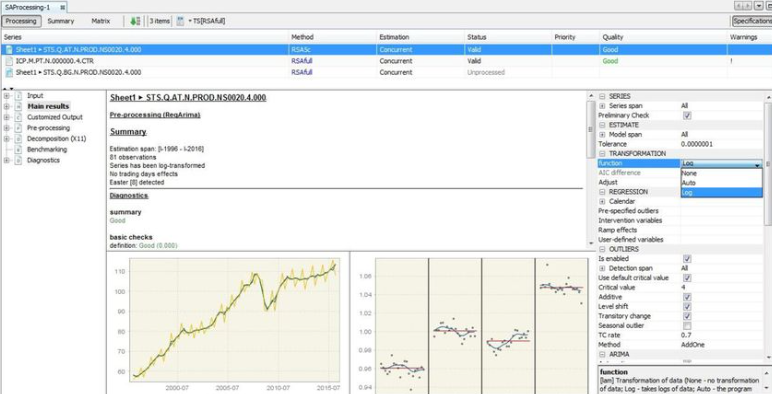 SAProcessing-1
Processing Summary Matrix 3 items TS[RSAfull] Specifications
Series Method Estimation Status Priority Quality Warnings
Sheet1 ▸ STS.Q.AT.N.PROD.NS0020.4.000 RSA5c Concurrent Valid Good
ICP.M.PT.N.000000.4.CTR RSAfull Concurrent Valid Good !
Sheet1 ▸ STS.Q.BG.N.PROD.NS0020.4.000 RSAfull Concurrent Unprocessed
Input
Main results
Customized Output
Pre-processing
Decomposition (X11)
Benchmarking
Diagnostics
Sheet1 ▸ STS.Q.AT.N.PROD.NS0020.4.000
Pre-processing (RegArima)
Summary
Estimation span: [I-1996 - I-2016]
81 observations
Series has been log-transformed
No trading days effects
Easter [8] detected
Diagnostics
summary
Good
basic checks
definition: Good (0.000)
110
100
90
80
70
60
2000-07 2005-07 2010-07 2015-07
1.06
1.04
1.02
1.00
0.98
0.96
0.94
SERIES
Series span All
Preliminary Check
ESTIMATE
Model span All
Tolerance 0.0000001
TRANSFORMATION
function Log
AIC difference None
Adjust Auto
REGRESSION Log
Calendar
Pre-specified outliers
Intervention variables
Ramp effects
User-defined variables
OUTLIERS
Is enabled
Detection span All
Use default critical value
Critical value 4
Additive
Level shift
Transitory change
Seasonal outlier
TC rate 0.7
Method AddOne
ARIMA
function
[lam] Transformation of data (None - no transformation
of data; Log - takes logs of data; Auto - the program